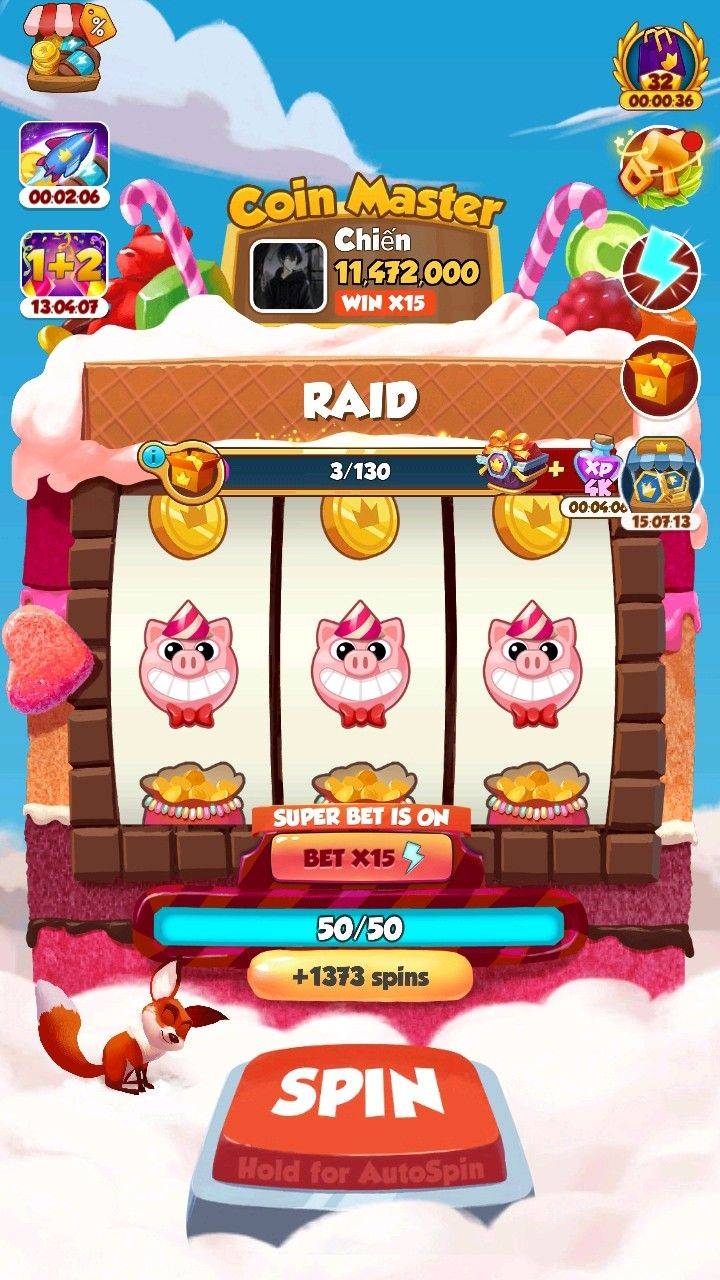 %
32
00:00:36
00:02:06
1+2
13:04:07
Coin Master
Chiến
11,472,000
WIN X15
RAID
i
3/130
+
XP
4K
00:04:06
15:07:13
SUPER BET IS ON
BET X15
50/50
+1373 spins
SPIN
Hold for AutoSpin